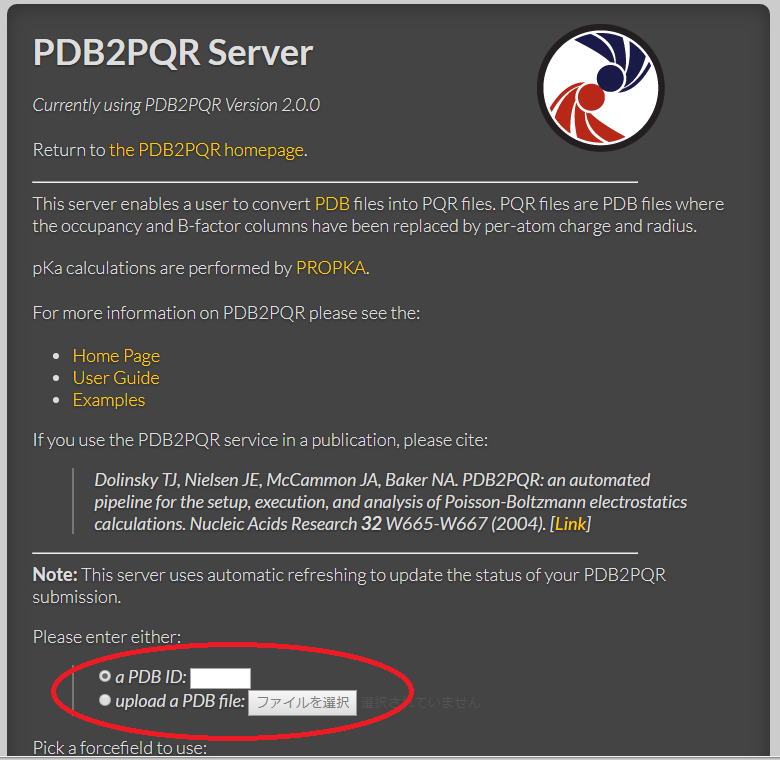 PDB2PQR Server
Currently using PDB2PQR Version 2.0.0
Return to the PDB2PQR homepage.
This server enables a user to convert PDB files into PQR files. PQR files are PDB files where
the occupancy and B-factor columns have been replaced by per-atom charge and radius.
pKa calculations are performed by PROPKA.
For more information on PDB2PQR please see the:
• Home Page
• User Guide
• Examples
If you use the PDB2PQR service in a publication, please cite:
Dolinsky TJ, Nielsen JE, McCammon JA, Baker NA. PDB2PQR: an automated
pipeline for the setup, execution, and analysis of Poisson-Boltzmann electrostatics
calculations. Nucleic Acids Research 32 W665-W667 (2004). [Link]
Note: This server uses automatic refreshing to update the status of your PDB2PQR
submission.
Please enter either:
a PDB ID:
upload a PDB file: ファイルを選択 選択されていません
Pick a forcefield to use: